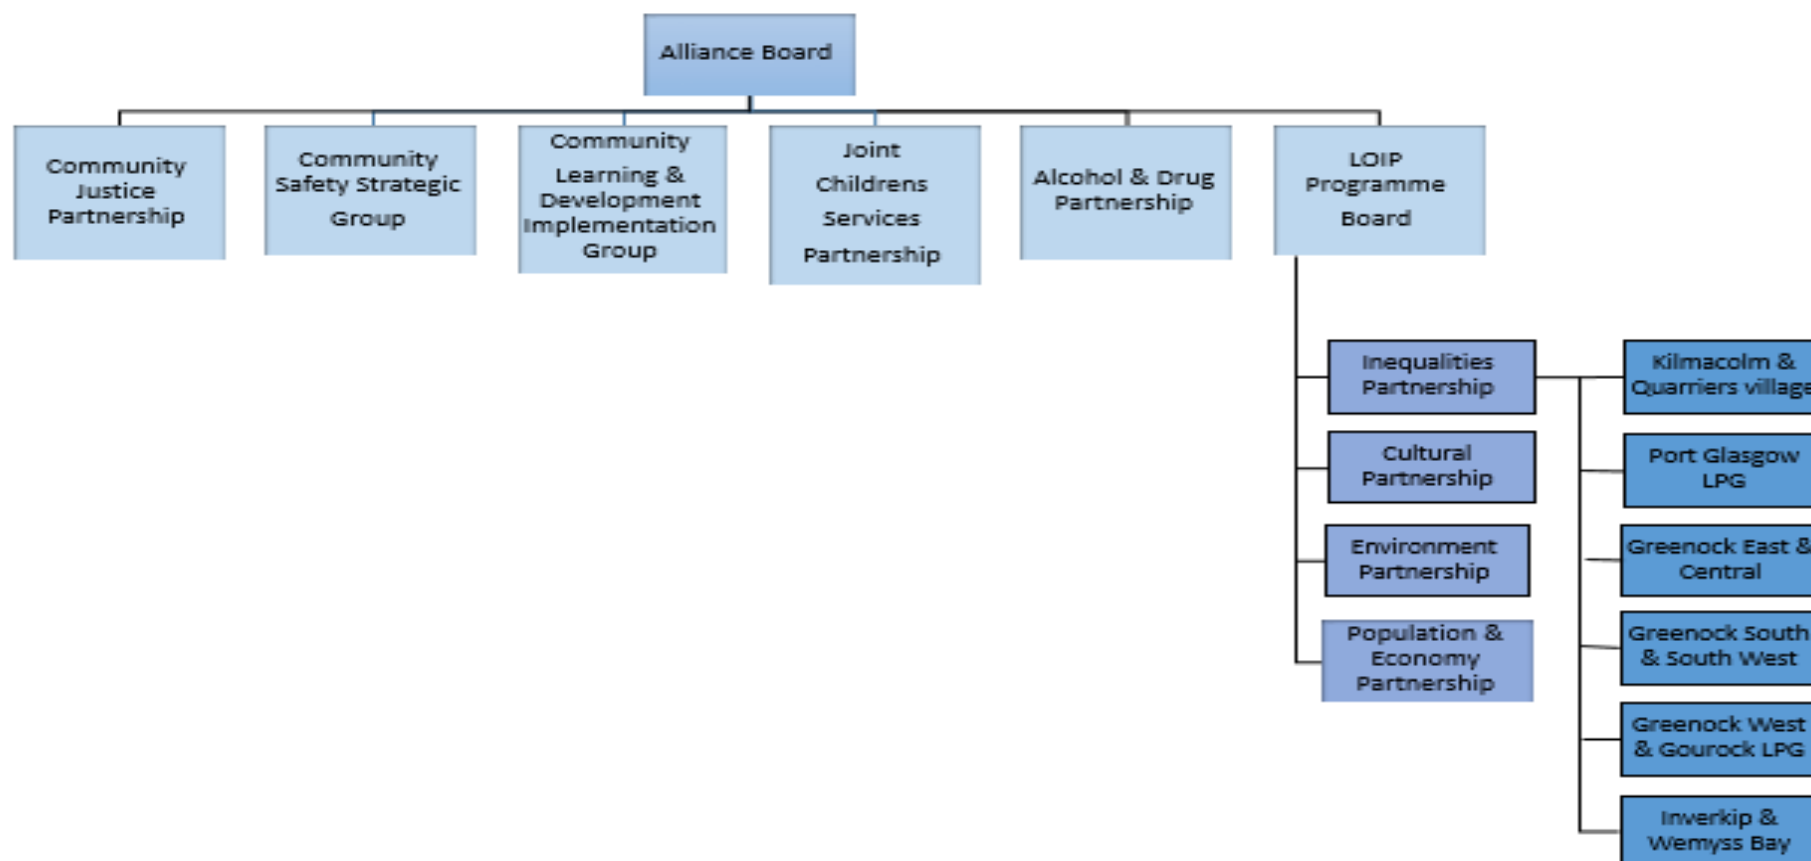 Alliance Board
Community
Justice
Partnership
Community
Safety Strategic
Group
Community
Learning &
Development
Implementation
Group
Joint
Childrens
Services
Partnership
Alcohol & Drug
Partnership
LOIP
Programme
Board
Inequalities
Partnership
Cultural
Partnership
Environment
Partnership
Population &
Economy
Partnership
Kilmacolm &
Quarriers village
Port Glasgow
LPG
Greenock East &
Central
Greenock South
& South West
Greenock West
& Gourock LPG
Inverkip &
Wemyss Bay